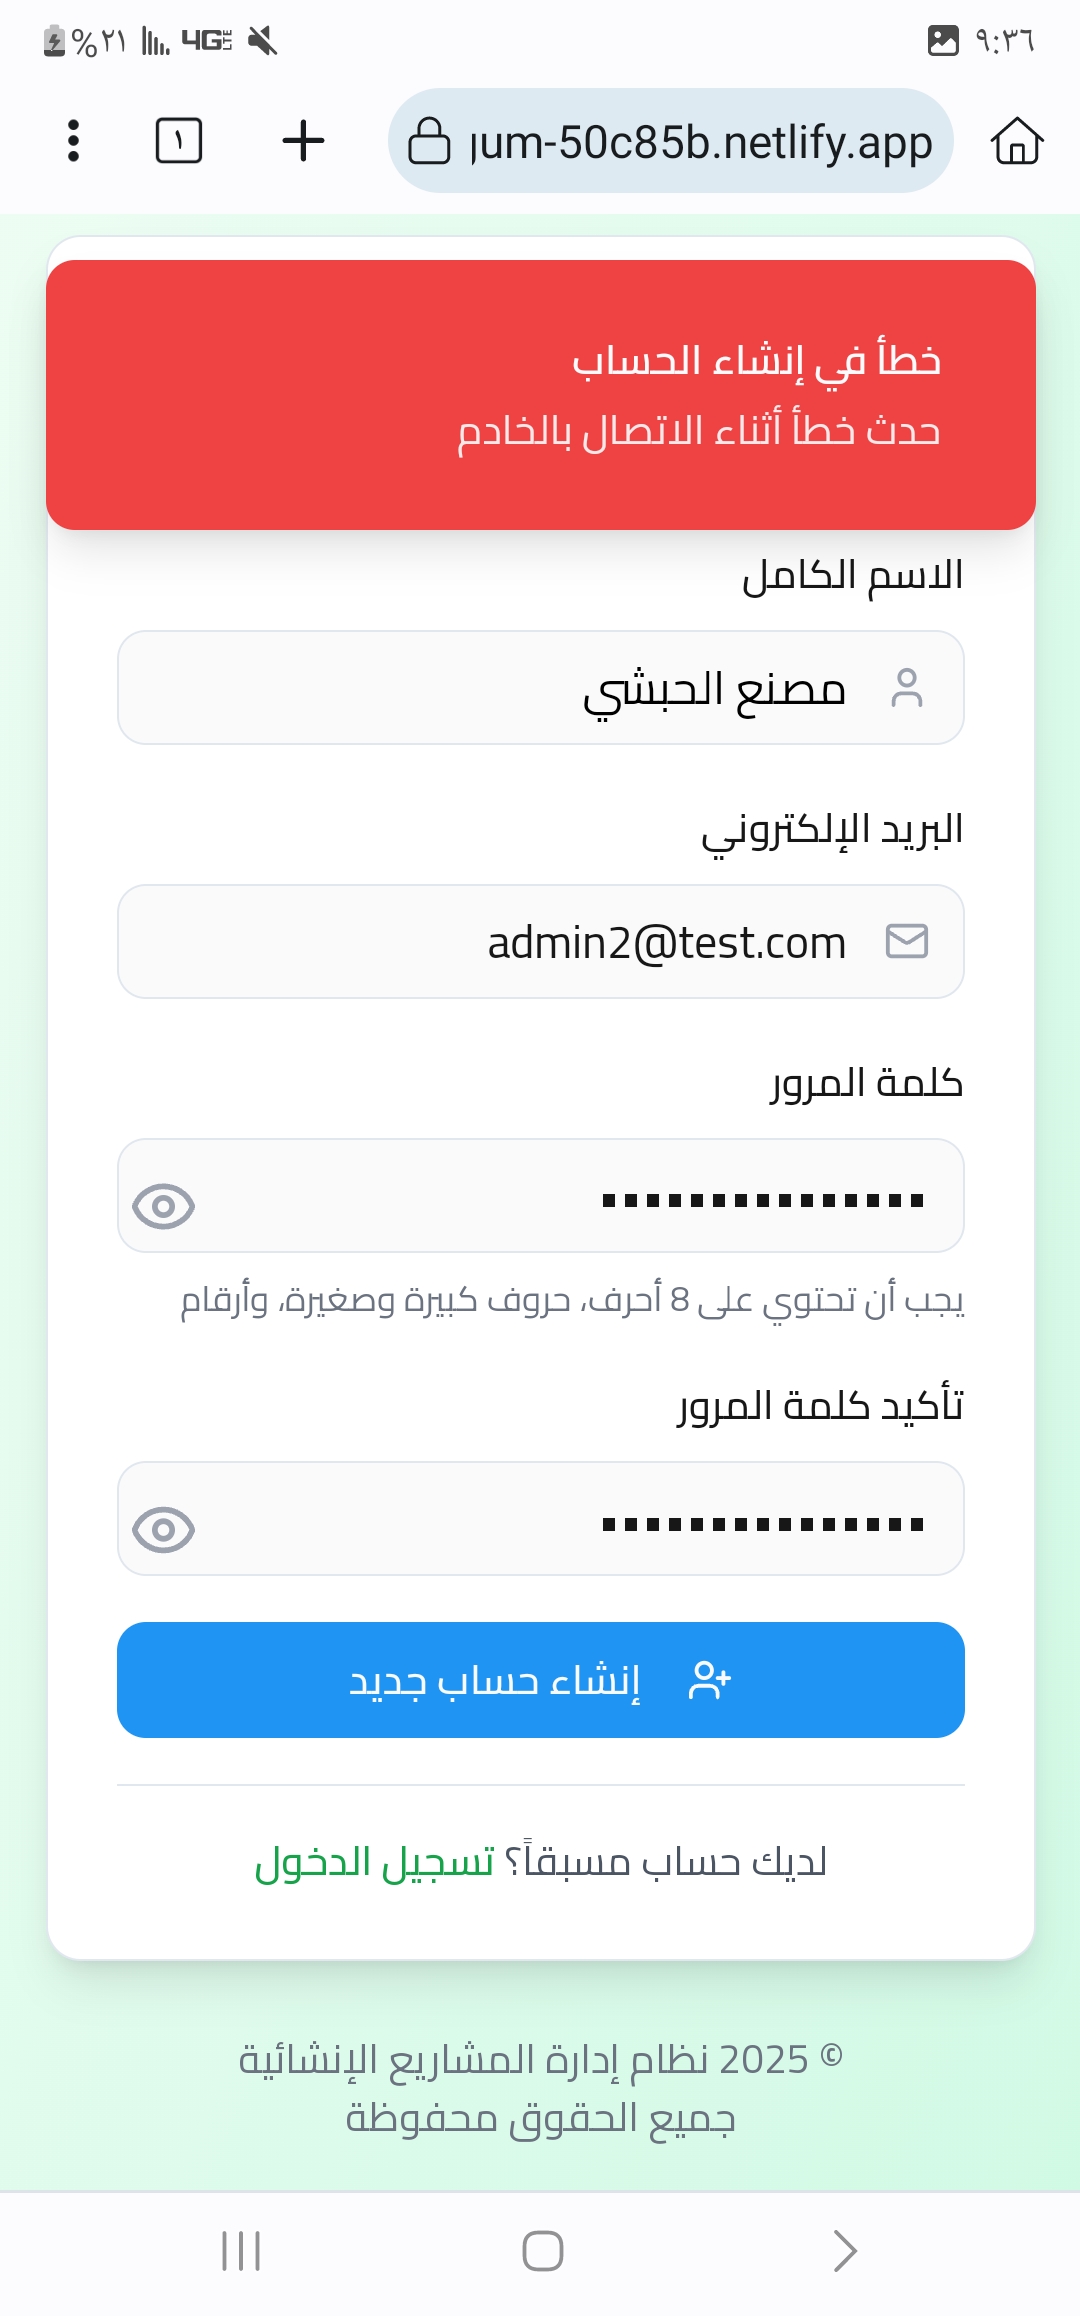 %٢١ 4G LTE ٩:٣٦
١ um-50c85b.netlify.app
خطأ في إنشاء الحساب
حدث خطأ أثناء الاتصال بالخادم
الاسم الكامل
مصنع الحبشي
البريد الإلكتروني
admin2@test.com
كلمة المرور
يجب أن تحتوي على 8 أحرف، حروف كبيرة وصغيرة، وأرقام
تأكيد كلمة المرور
إنشاء حساب جديد
لديك حساب مسبقاً؟ تسجيل الدخول
© 2025 نظام إدارة المشاريع الإنشائية
جميع الحقوق محفوظة